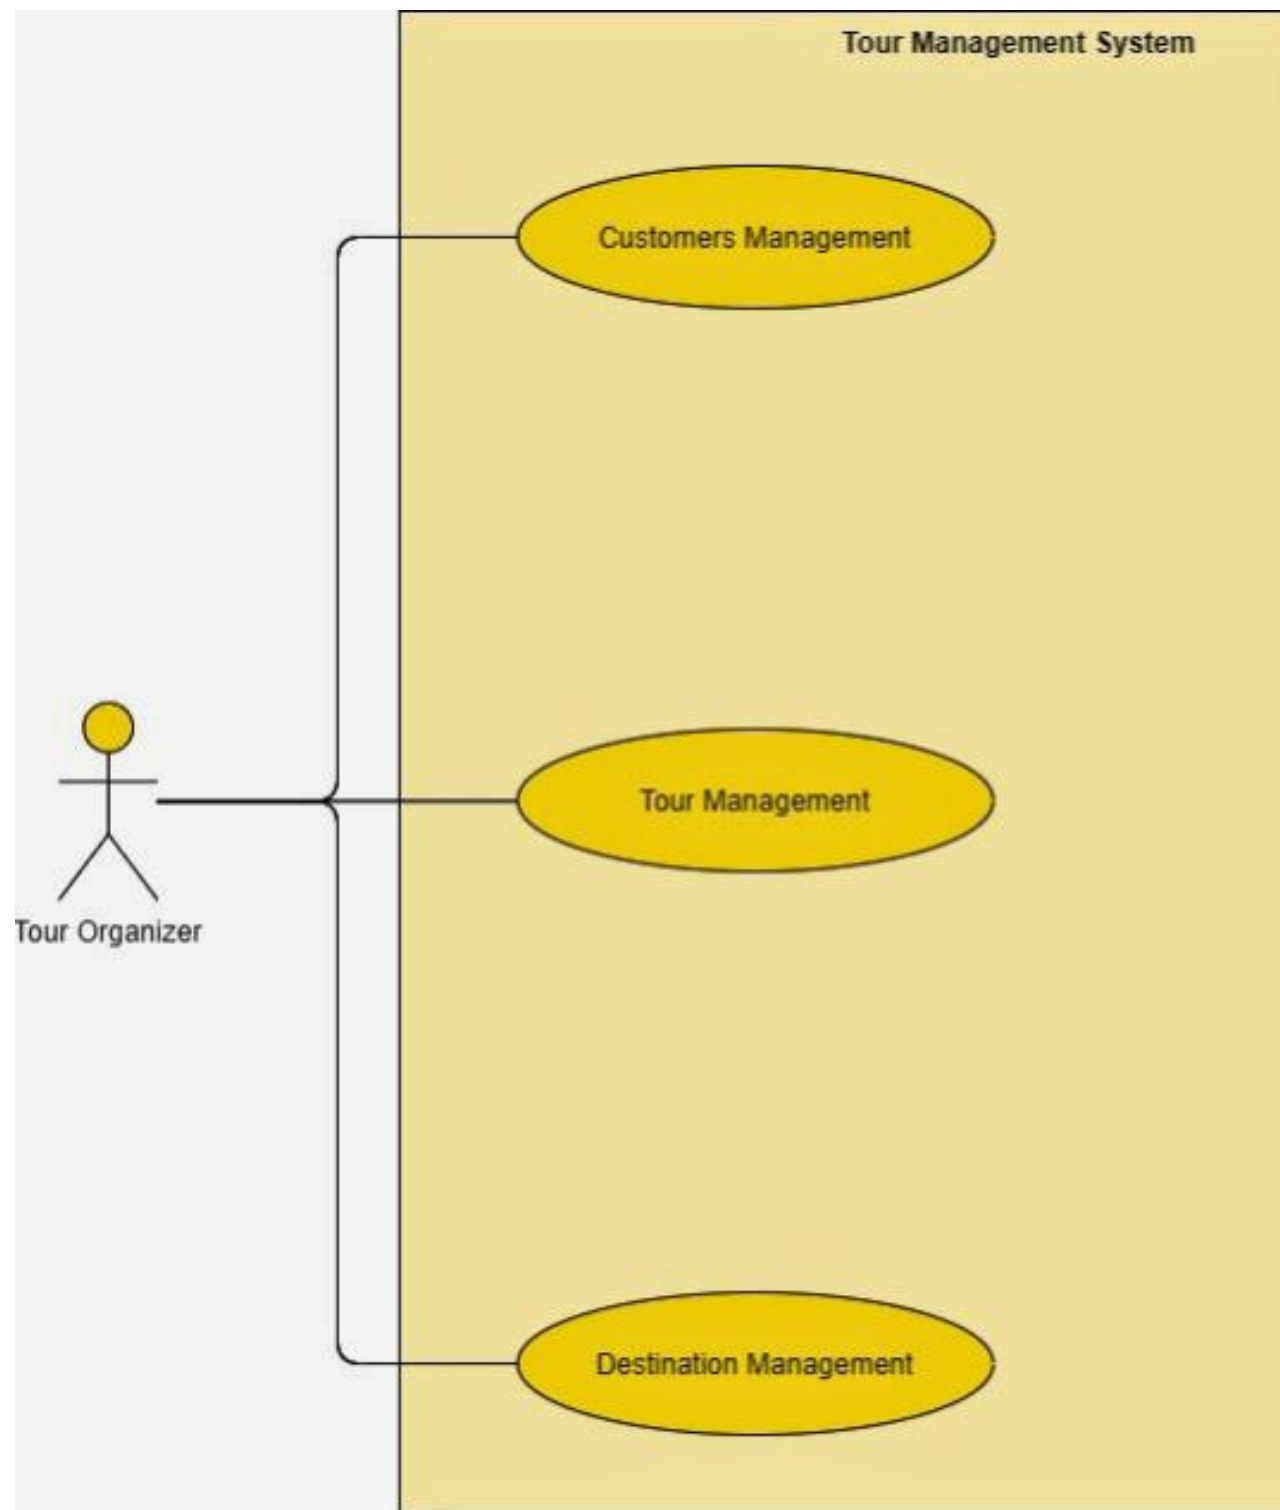 Tour Management System
Customers Management
Tour Management
Tour Organizer
Destination Management